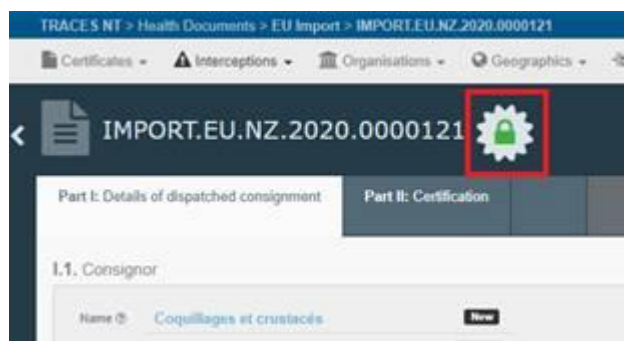 TRACES NT > Health Documents > EU Import > IMPORT.EU.NZ.2020.0000121
Certificates Interceptions Organisations Geographics
IMPORT.EU.NZ.2020.0000121
Part I: Details of dispatched consignment Part II: Certification
I.1. Consignor
Name Coquillages et crustacés New